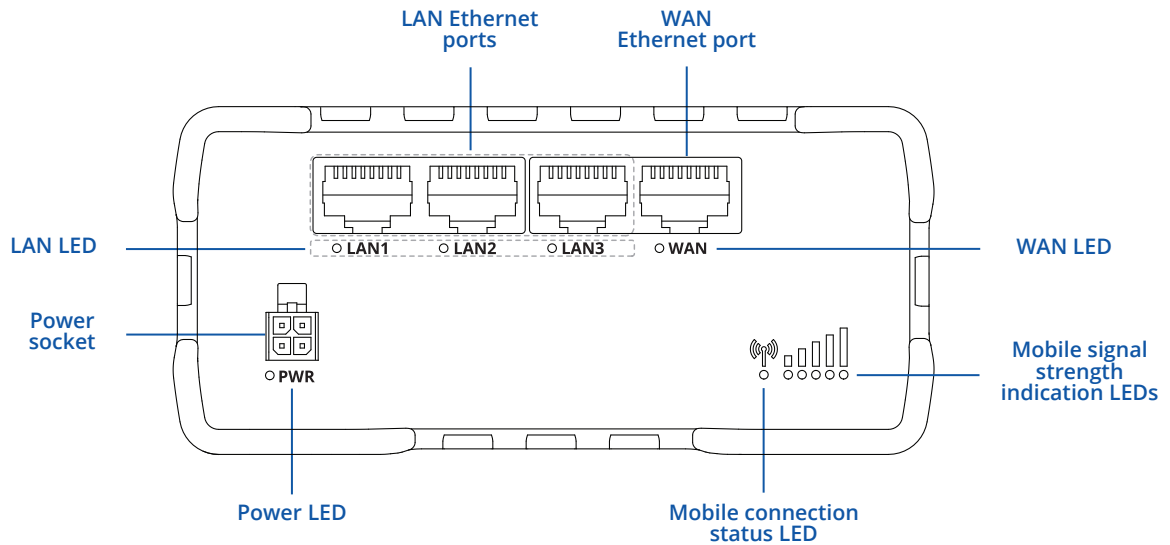 LAN Ethernet
ports
WAN
Ethernet port
LAN LED
LAN1
LAN2
LAN3
WAN
WAN LED
Power
socket
PWR
Mobile signal
strength
indication LEDs
Power LED
Mobile connection
status LED